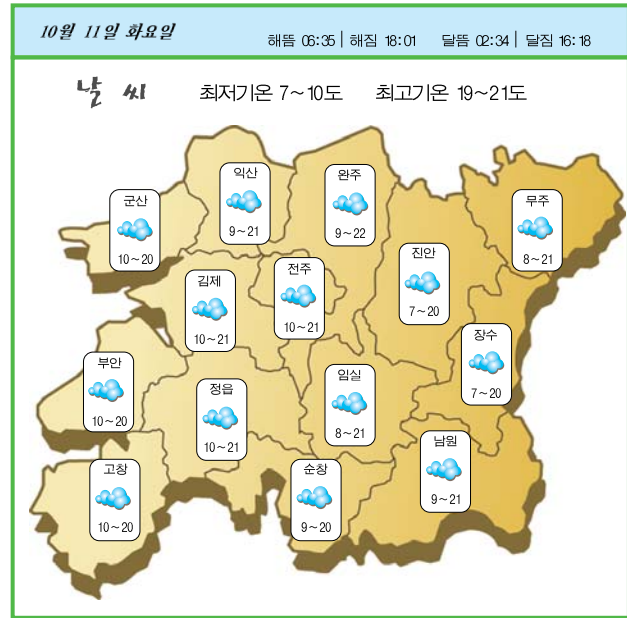 10월 11일 화요일
해뜸 06:35 | 해짐 18:01 달뜸 02:34 | 달짐 16:18
날 씨 최저기온 7~10도 최고기온 19~21도
익산
9~21
완주
9~22
군산
10~20
무주
8~21
진안
7~20
전주
10~21
김제
10~21
장수
7~20
부안
10~20
임실
8~21
정읍
10~21
남원
9~21
고창
10~20
순창
9~20